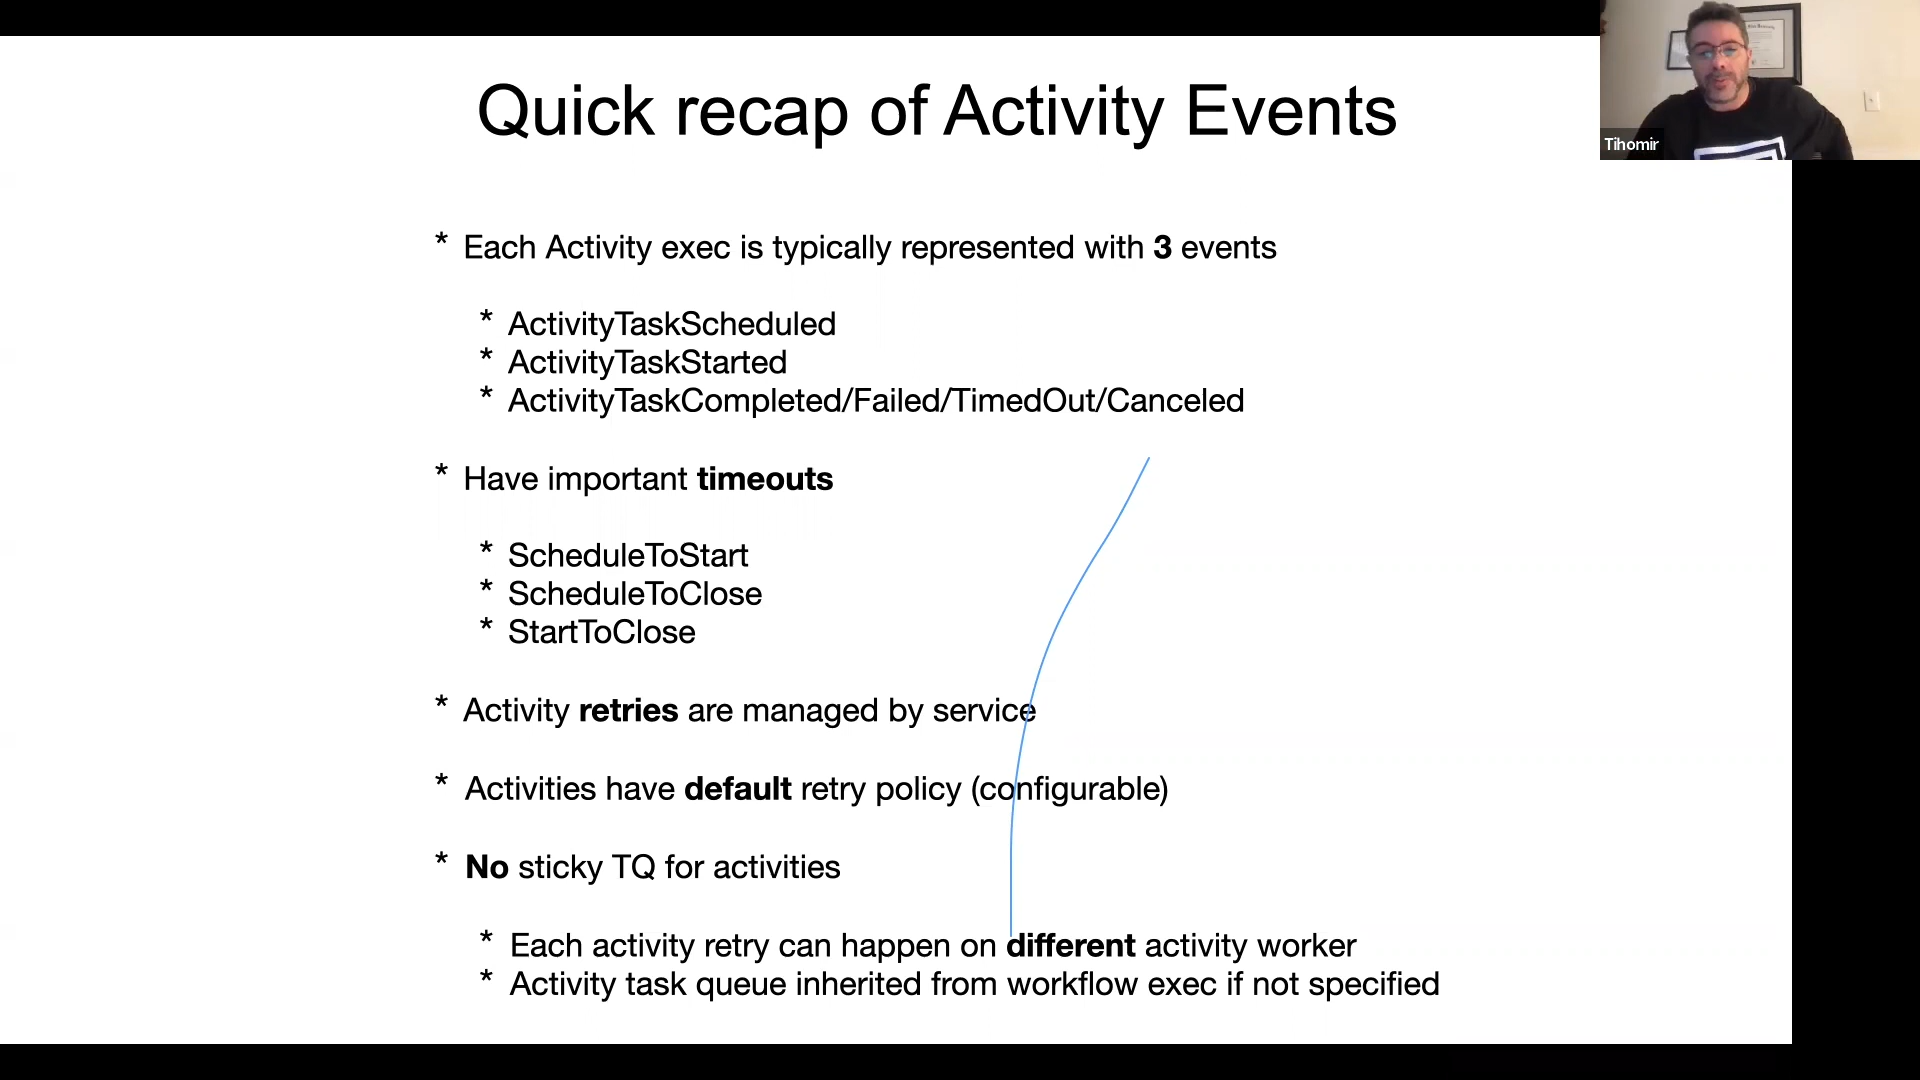 Quick recap of Activity Events
Tihomir
* Each Activity exec is typically represented with 3 events
* ActivityTaskScheduled
* ActivityTaskStarted
* ActivityTaskCompleted/Failed/TimedOut/Canceled
* Have important timeouts
* ScheduleToStart
* ScheduleToClose
* StartToClose
* Activity retries are managed by service
* Activities have default retry policy (configurable)
* No sticky TQ for activities
* Each activity retry can happen on different activity worker
* Activity task queue inherited from workflow exec if not specified